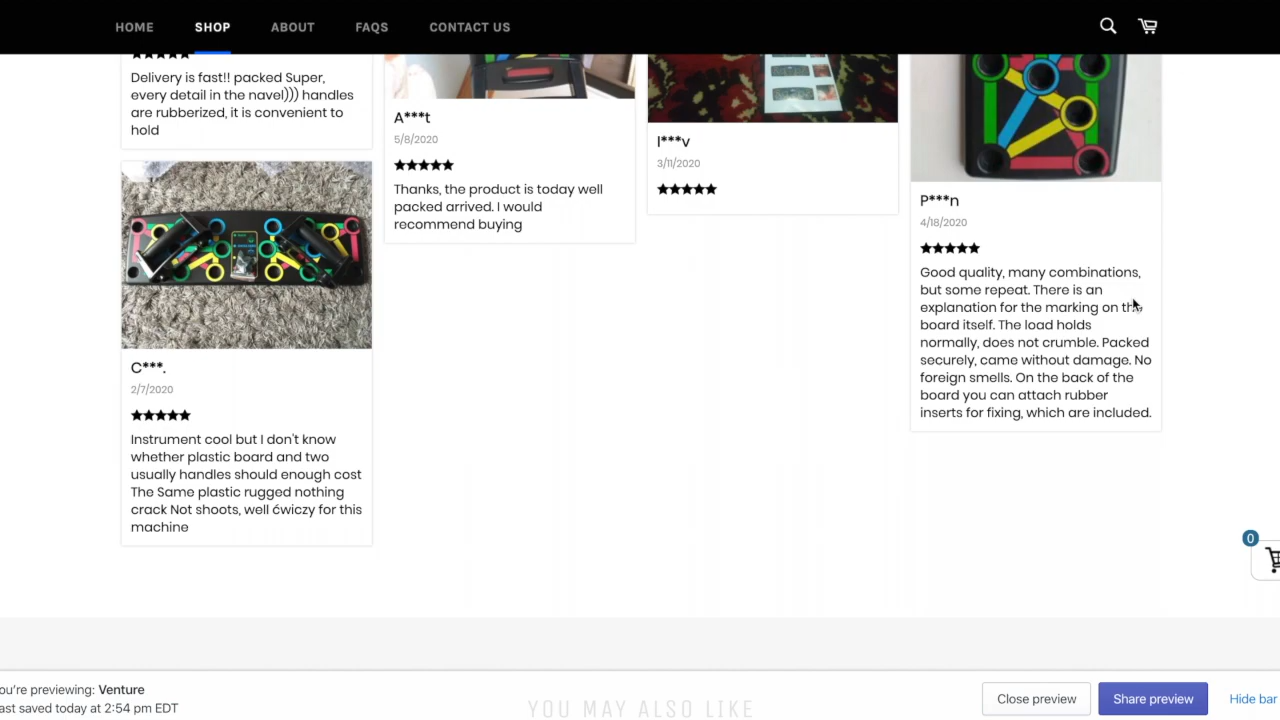 HOME
SHOP
ABOUT
FAQS
CONTACT US
Delivery is fast!! packed Super,
every detail in the navel))) handles
are rubberized, it is convenient to
hold
C***.
2/7/2020
Instrument cool but I don't know
whether plastic board and two
usually handles should enough cost
The Same plastic rugged nothing
crack Not shoots, well ćwiczy for this
machine
A***t
5/8/2020
Thanks, the product is today well
packed arrived. I would
recommend buying
I***v
3/11/2020
P***n
4/18/2020
Good quality, many combinations,
but some repeat. There is an
explanation for the marking on the
board itself. The load holds
normally, does not crumble. Packed
securely, came without damage. No
foreign smells. On the back of the
board you can attach rubber
inserts for fixing, which are included.
0
YOU MAY ALSO LIKE
ou're previewing: Venture
ast saved today at 2:54 pm EDT
Close preview
Share preview
Hide bar